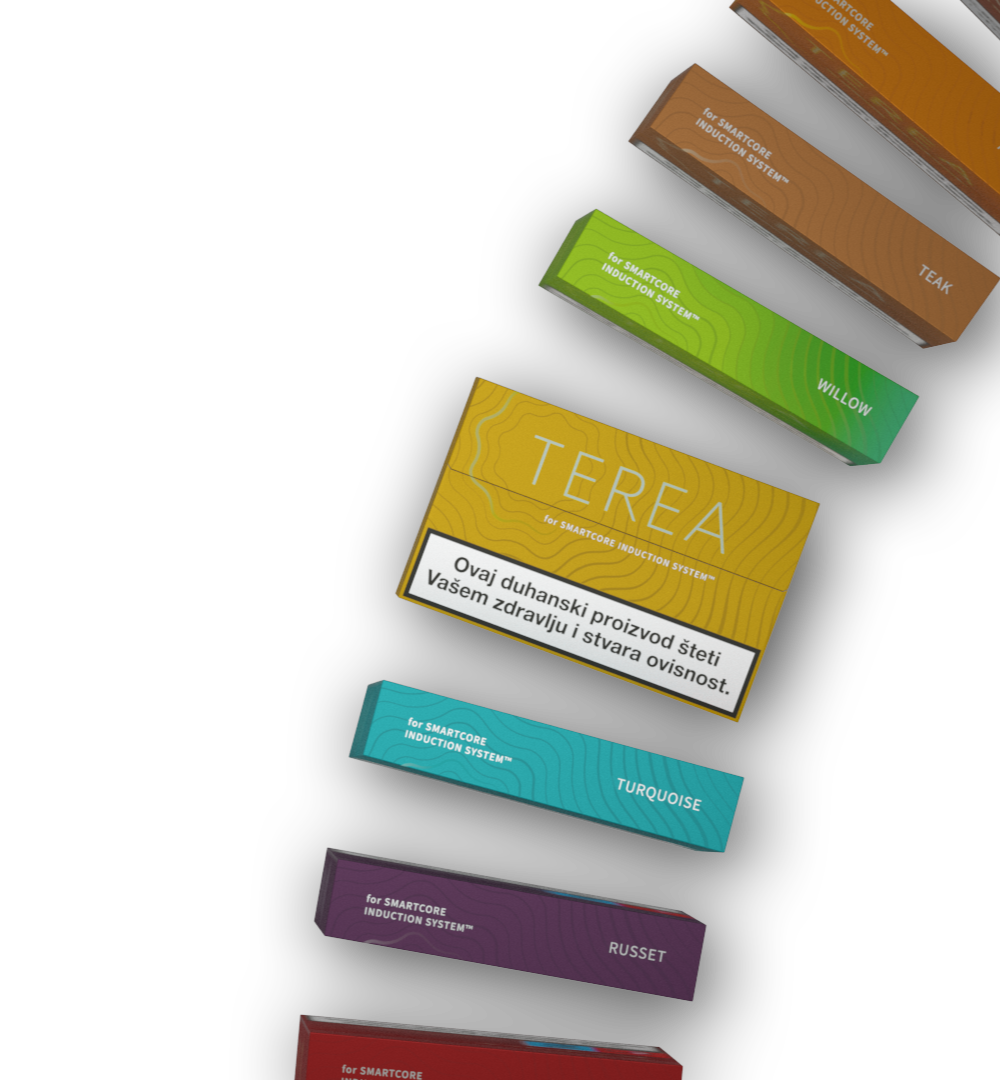 for SMARTCORE
INDUCTION SYSTEM™
for SMARTCORE
INDUCTION SYSTEM™
TEAK
for SMARTCORE
INDUCTION SYSTEM™
WILLOW
TEREA
for SMARTCORE INDUCTION SYSTEM™
Ovaj duhanski proizvod šteti
Vašem zdravlju i stvara ovisnost.
for SMARTCORE
INDUCTION SYSTEM™
TURQUOISE
for SMARTCORE
INDUCTION SYSTEM™
RUSSET
for SMARTCORE